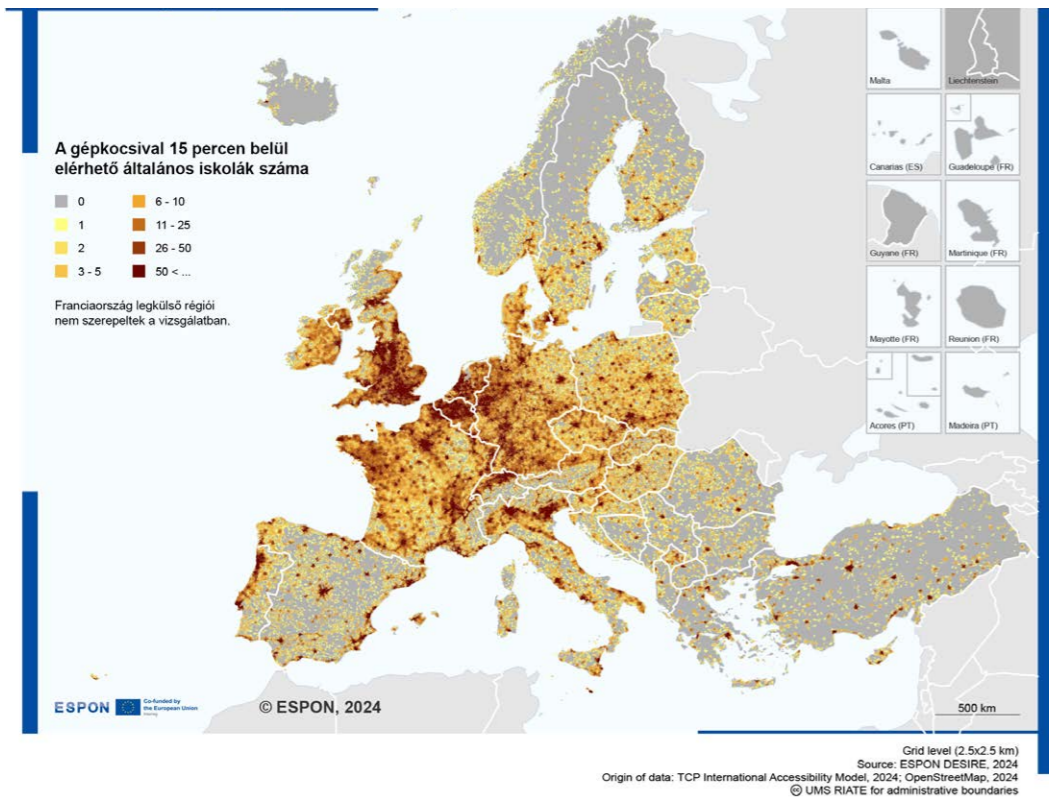 A gépkocsival 15 percen belül
elérhető általános iskolák száma
0
1
2
3 - 5
6 - 10
11 - 25
26 - 50
50 < ...
Franciaország legkülső régiói
nem szerepeltek a vizsgálatban.
Malta
Liechtenstein
Canarias (ES)
Guadeloupe (FR)
Guyane (FR)
Martinique (FR)
Mayotte (FR)
Reunion (FR)
Acores (PT)
Madeira (PT)
ESPON
Co-funded by
the European Union
© ESPON, 2024
500 km
Grid level (2.5x2.5 km)
Source: ESPON DESIRE, 2024
Origin of data: TCP International Accessibility Model, 2024; OpenStreetMap, 2024
UMS RIATE for administrative boundaries